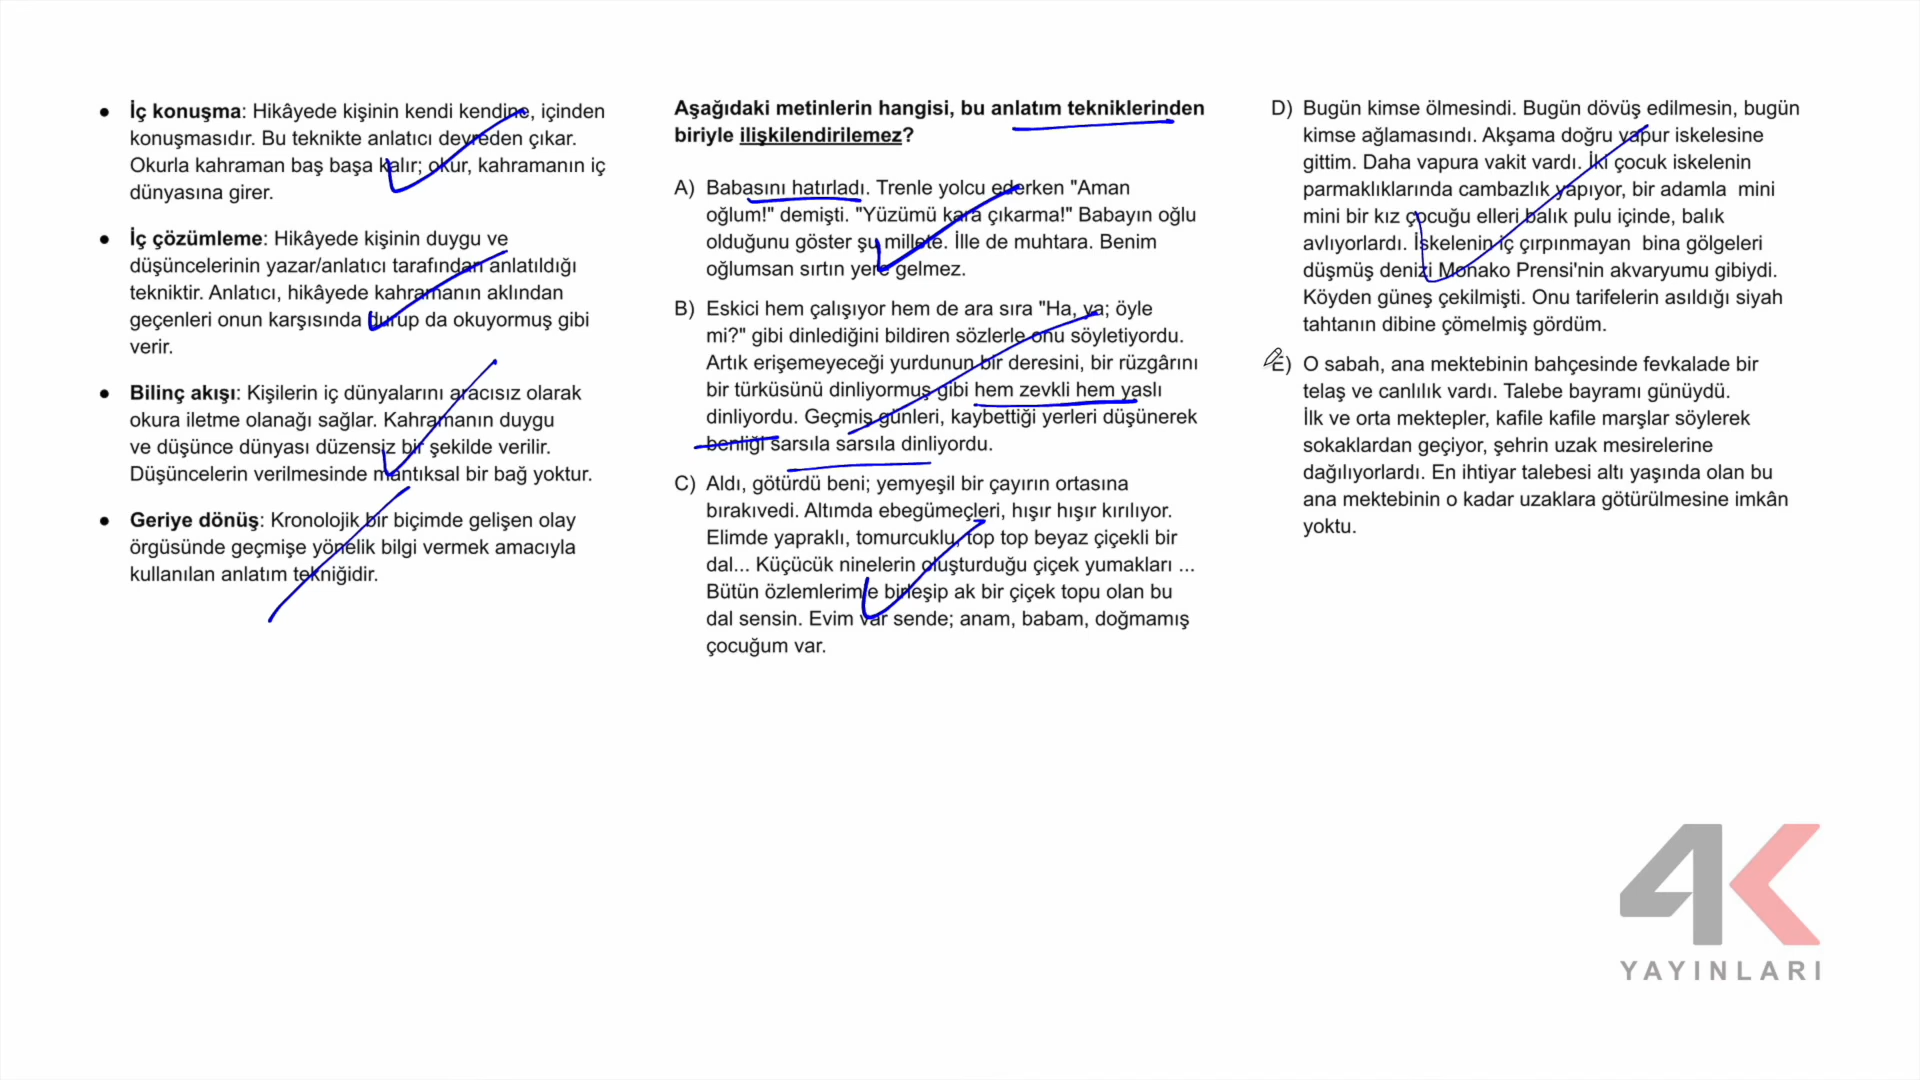 ● İç konuşma: Hikâyede kişinin kendi kendine, içinden
konuşmasıdır. Bu teknikte anlatıcı devreden çıkar.
Okurla kahraman baş başa kalır; okur, kahramanın iç
dünyasına girer.
● İç çözümleme: Hikâyede kişinin duygu ve
düşüncelerinin yazar/anlatıcı tarafından anlatıldığı
tekniktir. Anlatıcı, hikâyede kahramanın aklından
geçenleri onun karşısında durup da okuyormuş gibi
verir.
● Bilinç akışı: Kişilerin iç dünyalarını aracısız olarak
okura iletme olanağı sağlar. Kahramanın duygu
ve düşünce dünyası düzensiz bir şekilde verilir.
Düşüncelerin verilmesinde mantıksal bir bağ yoktur.
● Geriye dönüş: Kronolojik bir biçimde gelişen olay
örgüsünde geçmişe yönelik bilgi vermek amacıyla
kullanılan anlatım tekniğidir.
Aşağıdaki metinlerin hangisi, bu anlatım tekniklerinden
biriyle ilişkilendirilemez?
A) Babasını hatırladı. Trenle yolcu ederken "Aman
oğlum!" demişti. "Yüzümü kara çıkarma!" Babayın oğlu
olduğunu göster şu millete. İlle de muhtara. Benim
oğlumsan sırtın yere gelmez.
B) Eskici hem çalışıyor hem de ara sıra "Ha, ya; öyle
mi?" gibi dinlediğini bildiren sözlerle onu söyletiyordu.
Artık erişemeyeceği yurdunun bir deresini, bir rüzgârını
bir türküsünü dinliyormuş gibi hem zevkli hem yaslı
dinliyordu. Geçmiş günleri, kaybettiği yerleri düşünerek
benliği sarsıla sarsıla dinliyordu.
C) Aldı, götürdü beni; yemyeşil bir çayırın ortasına
bırakıvedi. Altımda ebegümeçleri, hışır hışır kırılıyor.
Elimde yapraklı, tomurcuklu, top top beyaz çiçekli bir
dal... Küçücük ninelerin oluşturduğu çiçek yumakları ...
Bütün özlemlerimle birleşip ak bir çiçek topu olan bu
dal sensin. Evim var sende; anam, babam, doğmamış
çocuğum var.
D) Bugün kimse ölmesindi. Bugün dövüş edilmesin, bugün
kimse ağlamasındı. Akşama doğru vapur iskelesine
gittim. Daha vapura vakit vardı. İki çocuk iskelenin
parmaklıklarında cambazlık yapıyor, bir adamla mini
mini bir kız çocuğu elleri balık pulu içinde, balık
avlıyorlardı. İskelenin iç çırpınmayan bina gölgeleri
düşmüş denizi Monako Prensi'nin akvaryumu gibiydi.
Köyden güneş çekilmişti. Onu tarifelerin asıldığı siyah
tahtanın dibine çömelmiş gördüm.
E) O sabah, ana mektebinin bahçesinde fevkalade bir
telaş ve canlılık vardı. Talebe bayramı günüydü.
İlk ve orta mektepler, kafile kafile marşlar söylerek
sokaklardan geçiyor, şehrin uzak mesirelerine
dağılıyorlardı. En ihtiyar talebesi altı yaşında olan bu
ana mektebinin o kadar uzaklara götürülmesine imkân
yoktu.
4K
YAYINLARI